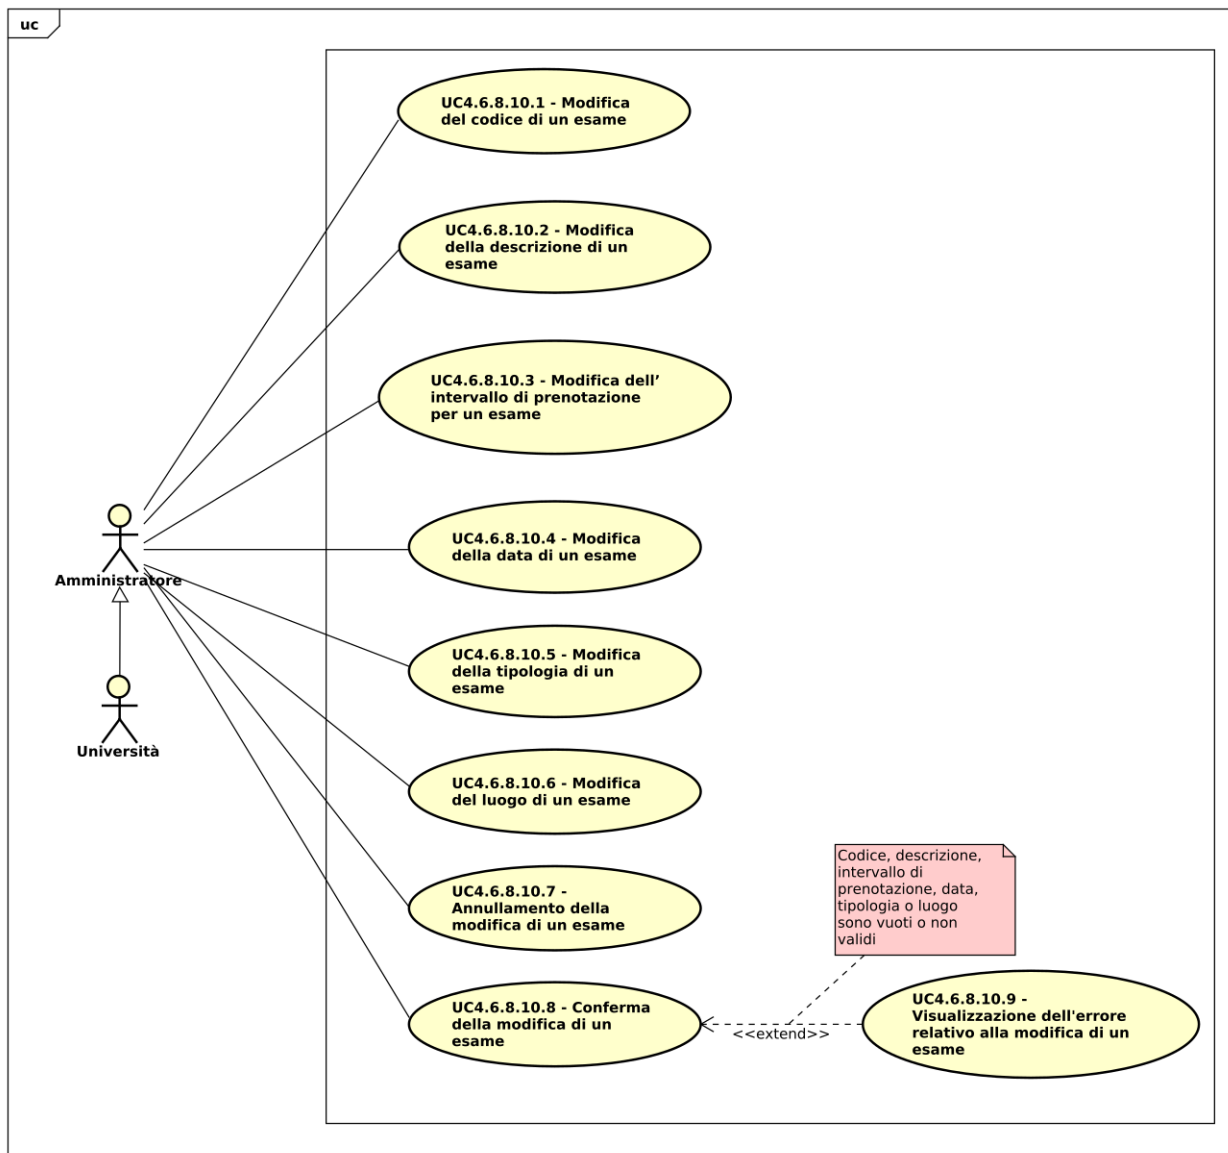 uc
UC4.6.8.10.1 - Modifica
del codice di un esame
UC4.6.8.10.2 - Modifica
della descrizione di un
esame
UC4.6.8.10.3 - Modifica dell’
intervallo di prenotazione
per un esame
UC4.6.8.10.4 - Modifica
della data di un esame
Amministratore
UC4.6.8.10.5 - Modifica
della tipologia di un
esame
Università
UC4.6.8.10.6 - Modifica
del luogo di un esame
UC4.6.8.10.7 -
Annullamento della
modifica di un esame
Codice, descrizione,
intervallo di
prenotazione, data,
tipologia o luogo
sono vuoti o non
validi
UC4.6.8.10.8 - Conferma
della modifica di un
esame
<<extend>>
UC4.6.8.10.9 -
Visualizzazione dell'errore
relativo alla modifica di un
esame